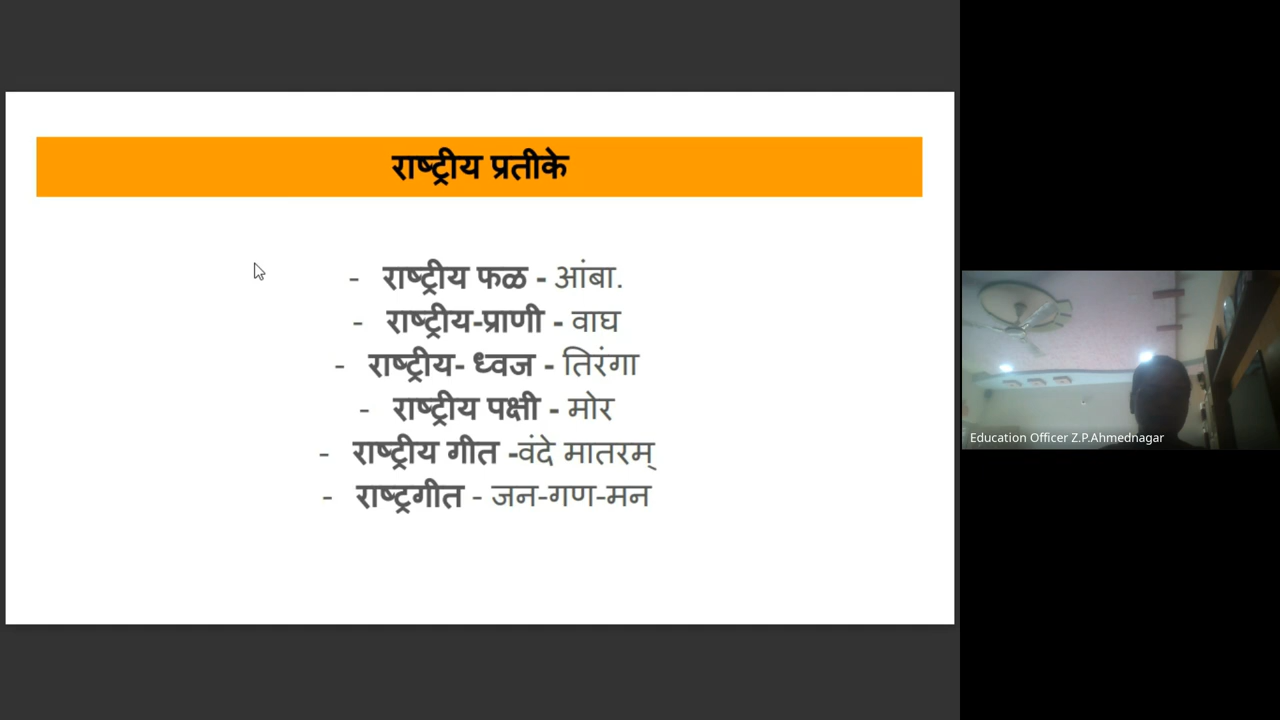 राष्ट्रीय प्रतीके
- राष्ट्रीय फळ - आंबा.
- राष्ट्रीय-प्राणी - वाघ
- राष्ट्रीय- ध्वज - तिरंगा
- राष्ट्रीय पक्षी - मोर
- राष्ट्रीय गीत -वंदे मातरम्
- राष्ट्रगीत - जन-गण-मन
Education Officer Z.P.Ahmednagar